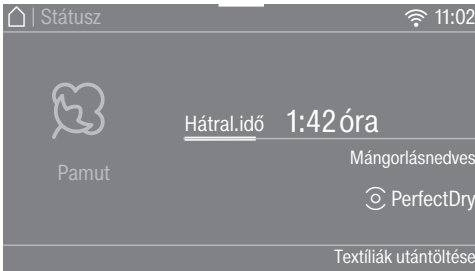 | Státusz 11:02
Hátral.idő 1:42 óra
Pamut
Mángorlásnedves
PerfectDry
Textíliák utántöltése